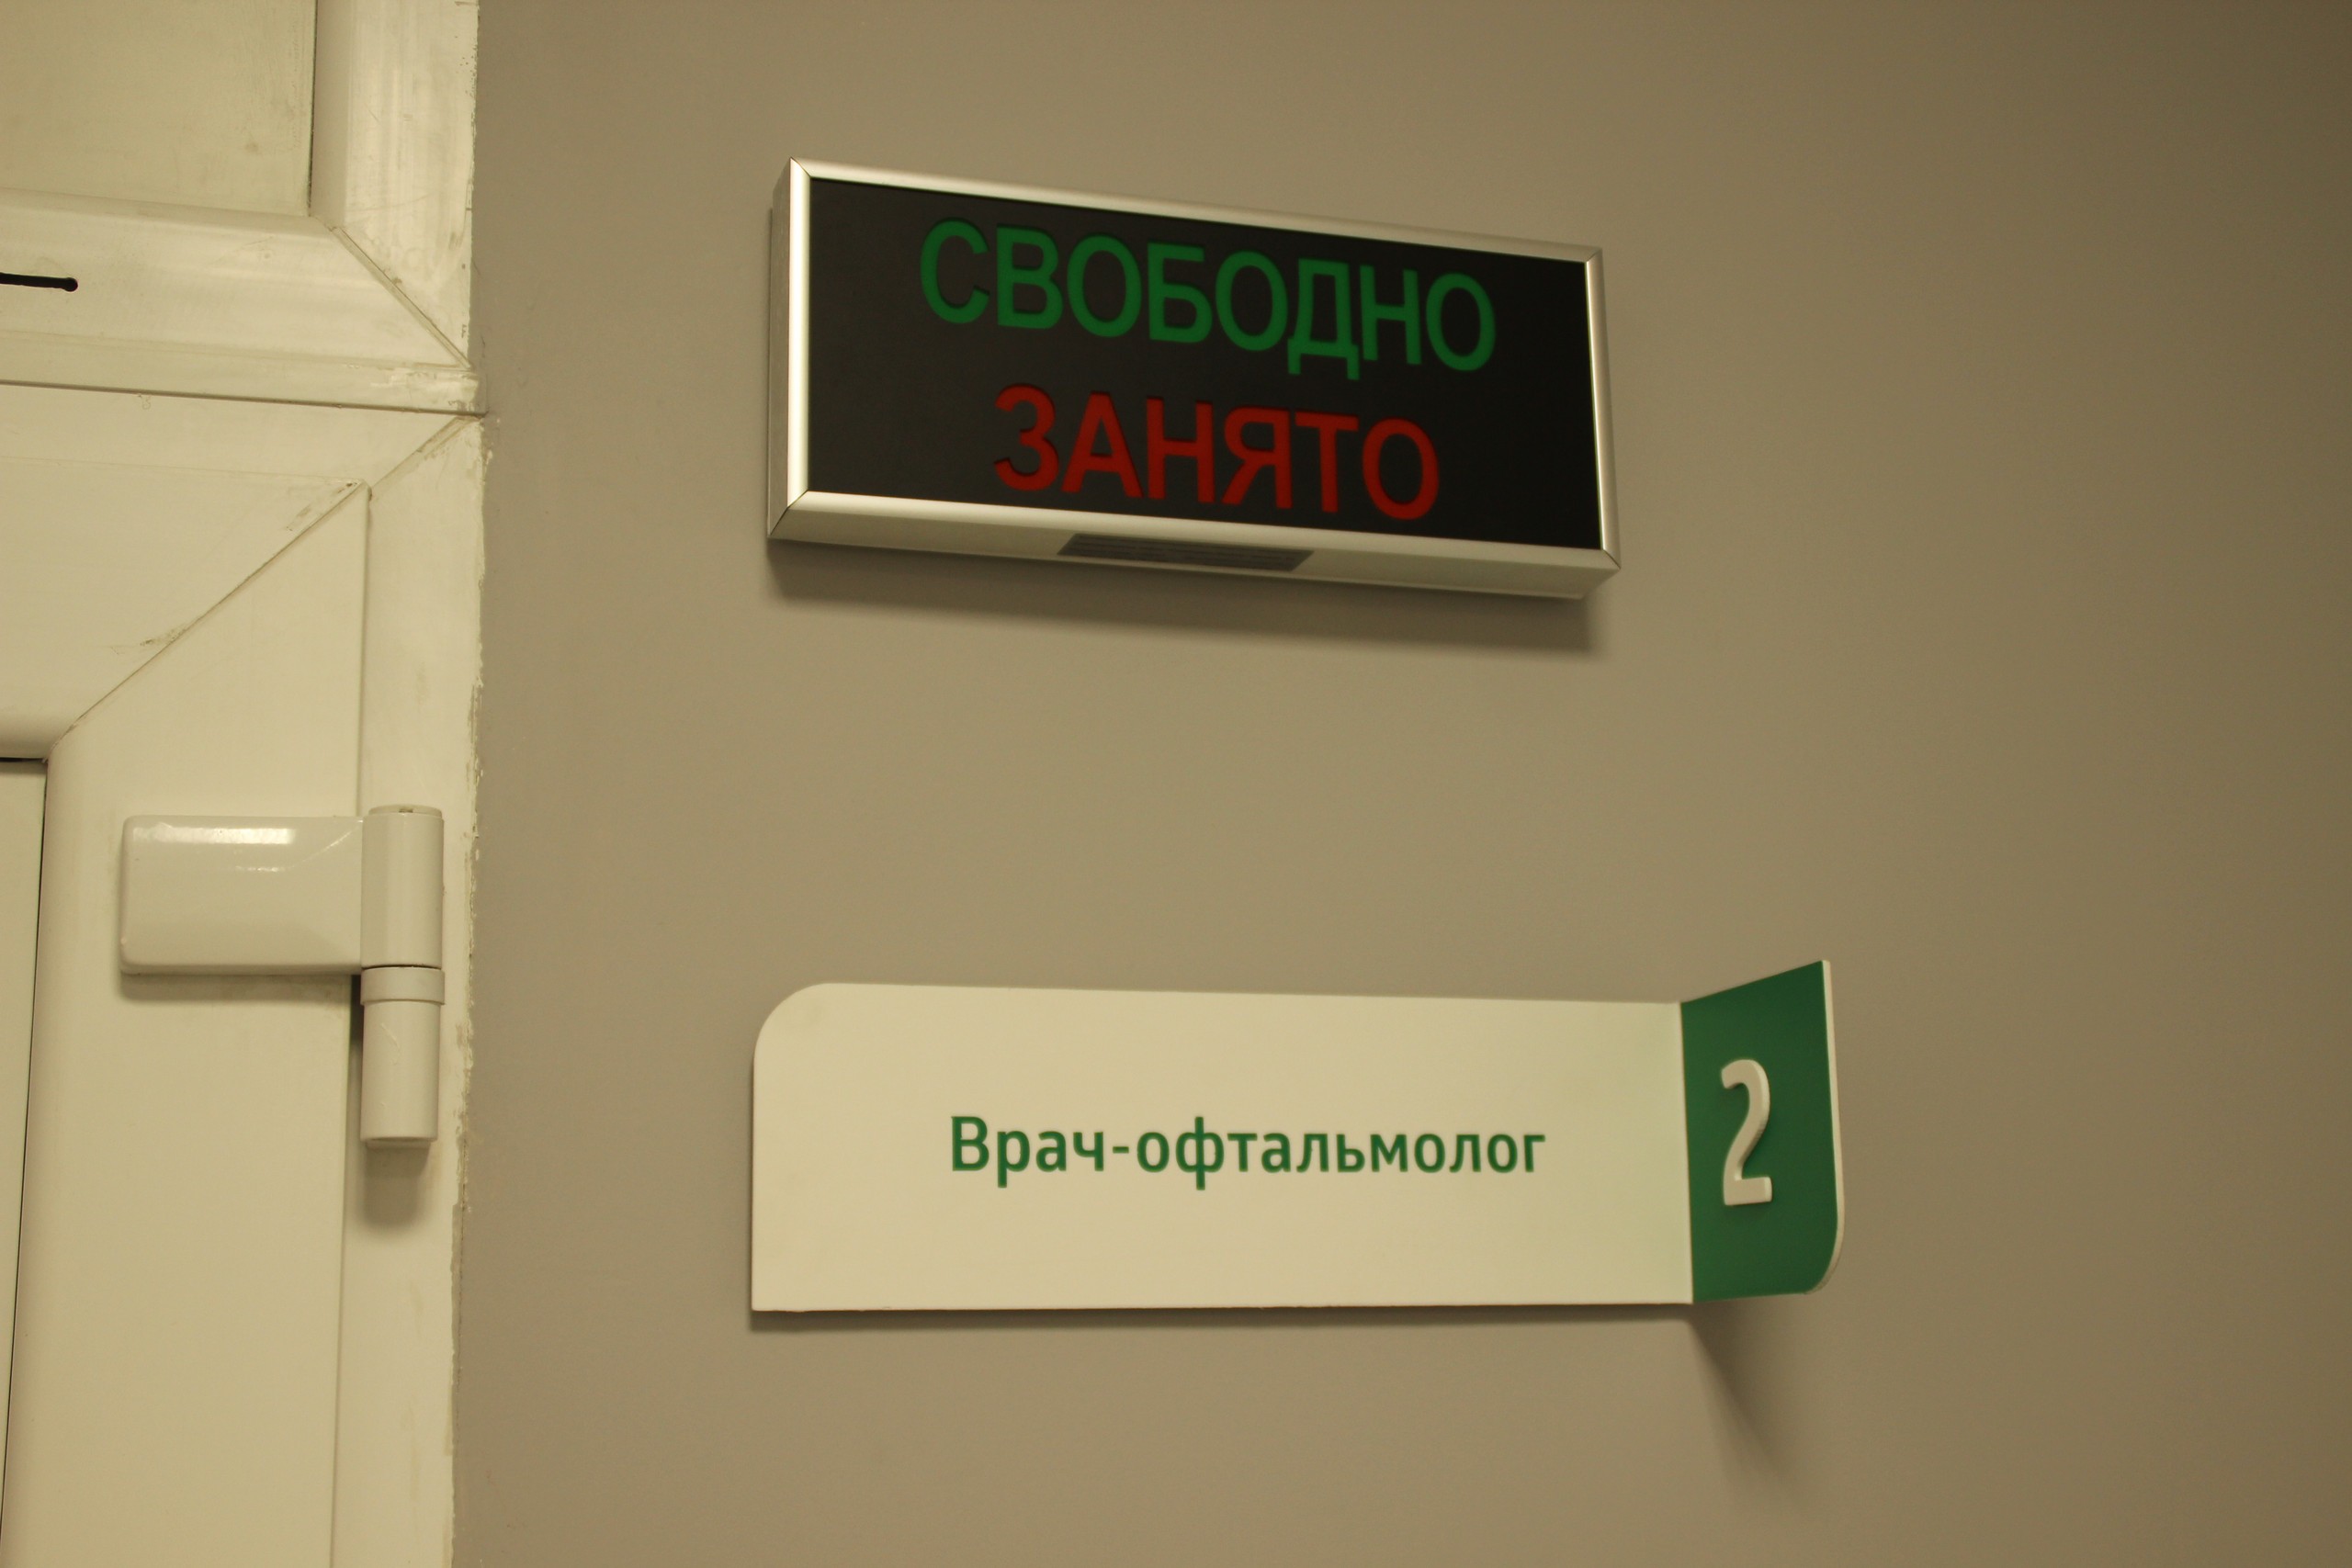 СВОБОДНО
ЗАНЯТО
Врач-офтальмолог
2